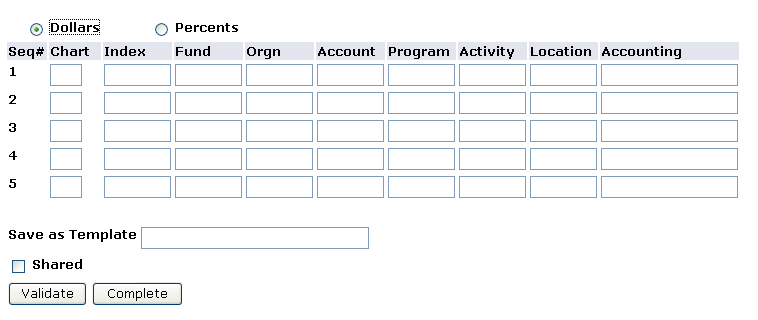 Dollars Percents
Seq# Chart Index Fund Orgn Account Program Activity Location Accounting
1
2
3
4
5
Save as Template
Shared
Validate Complete